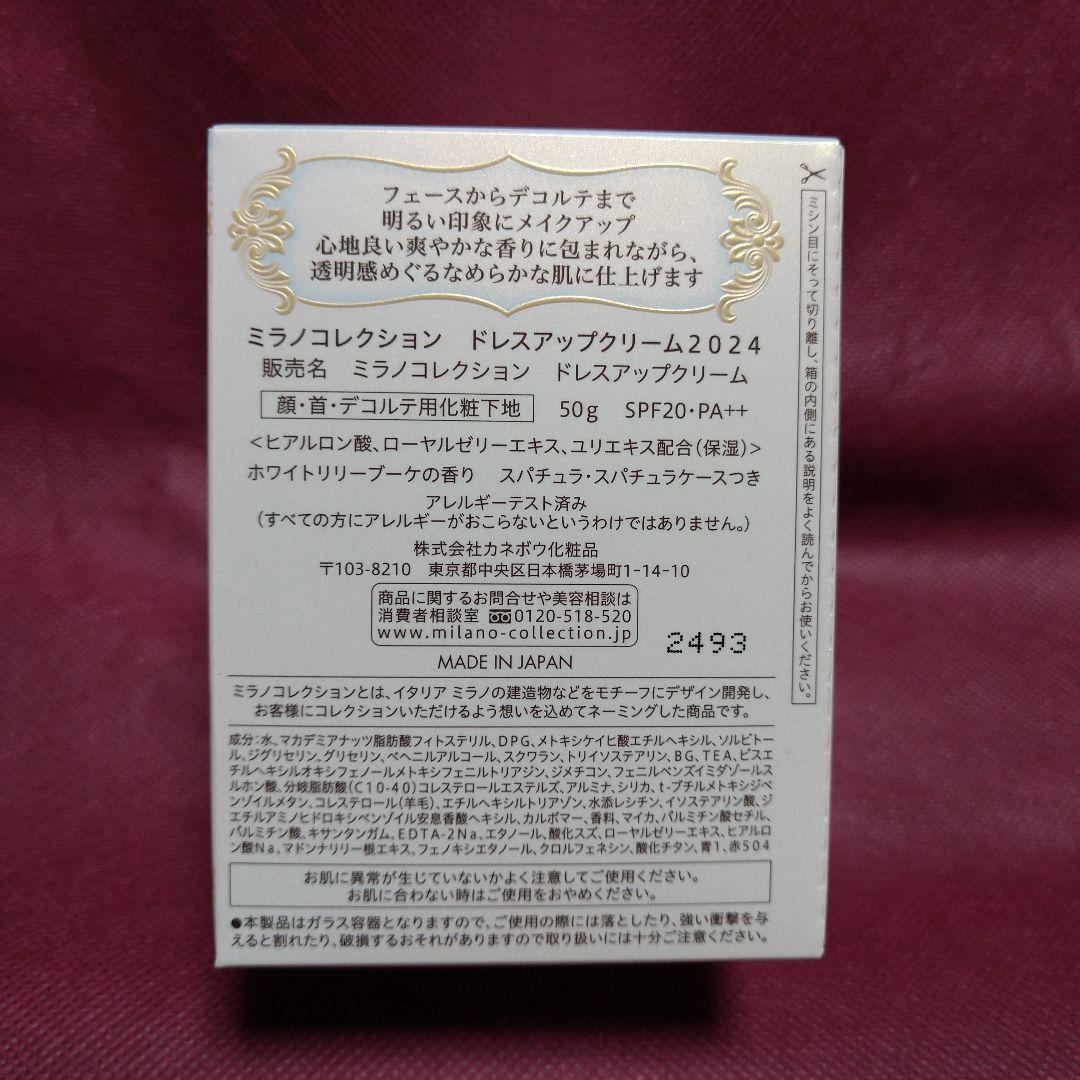 フェースからデコルテまで
明るい印象にメイクアップ
心地良い爽やかな香りに包まれながら、
透明感めぐるなめらかな肌に仕上げます
ミラノコレクション ドレスアップクリーム2024
販売名 ミラノコレクション ドレスアップクリーム
顔・首・デコルテ用化粧下地 50g SPF20・PA++
<ヒアルロン酸、ローヤルゼリーエキス、ユリエキス配合(保湿)>
ホワイトリリーブーケの香り スパチュラ・スパチュラケースつき
アレルギーテスト済み
(すべての方にアレルギーがおこらないというわけではありません。)
株式会社カネボウ化粧品
〒103-8210 東京都中央区日本橋茅場町1-14-10
商品に関するお問合せや美容相談は
消費者相談室 0120-518-520
www.milano-collection.jp
2493
MADE IN JAPAN
ミラノコレクションとは、イタリア ミラノの建造物などをモチーフにデザイン開発し、
お客様にコレクションいただけるよう想いを込めてネーミングした商品です。
成分:水、マカデミアナッツ脂肪酸フィトステリル、DPG、メトキシケイヒ酸エチルヘキシル、ソルビトー
ル、ジグリセリン、グリセリン、ベヘニルアルコール、スクワラン、トリイソステアリン、BG、TEA、ビスエ
チルヘキシルオキシフェノールメトキシフェニルトリアジン、ジメチコン、フェニルベンズイミダゾールス
ルホン酸、分岐脂肪酸(C10-40)コレステロールエステルズ、アルミナ、シリカ、t-ブチルメトキシジベ
ンゾイルメタン、コレステロール(羊毛)、エチルヘキシルトリアゾン、水添レシチン、イソステアリン酸、ジ
エチルアミノヒドロキシベンゾイル安息香酸ヘキシル、カルボマー、香料、マイカ、パルミチン酸セチル、
パルミチン酸、キサンタンガム、EDTA-2Na、エタノール、酸化スズ、ローヤルゼリーエキス、ヒアルロ
ン酸Na、マドンナリリー根エキス、フェノキシエタノール、クロルフェネシン、酸化チタン、青1、赤504
お肌に異常が生じていないかよく注意してご使用ください。
お肌に合わない時はご使用をおやめください。
●本製品はガラス容器となりますので、ご使用の際には落としたり、強い衝撃を与
えると割れたり、破損するおそれがありますので取り扱いには十分ご注意ください。
ミシン目にそって切り離し、箱の内側にある説明をよく読んでからお使いください。